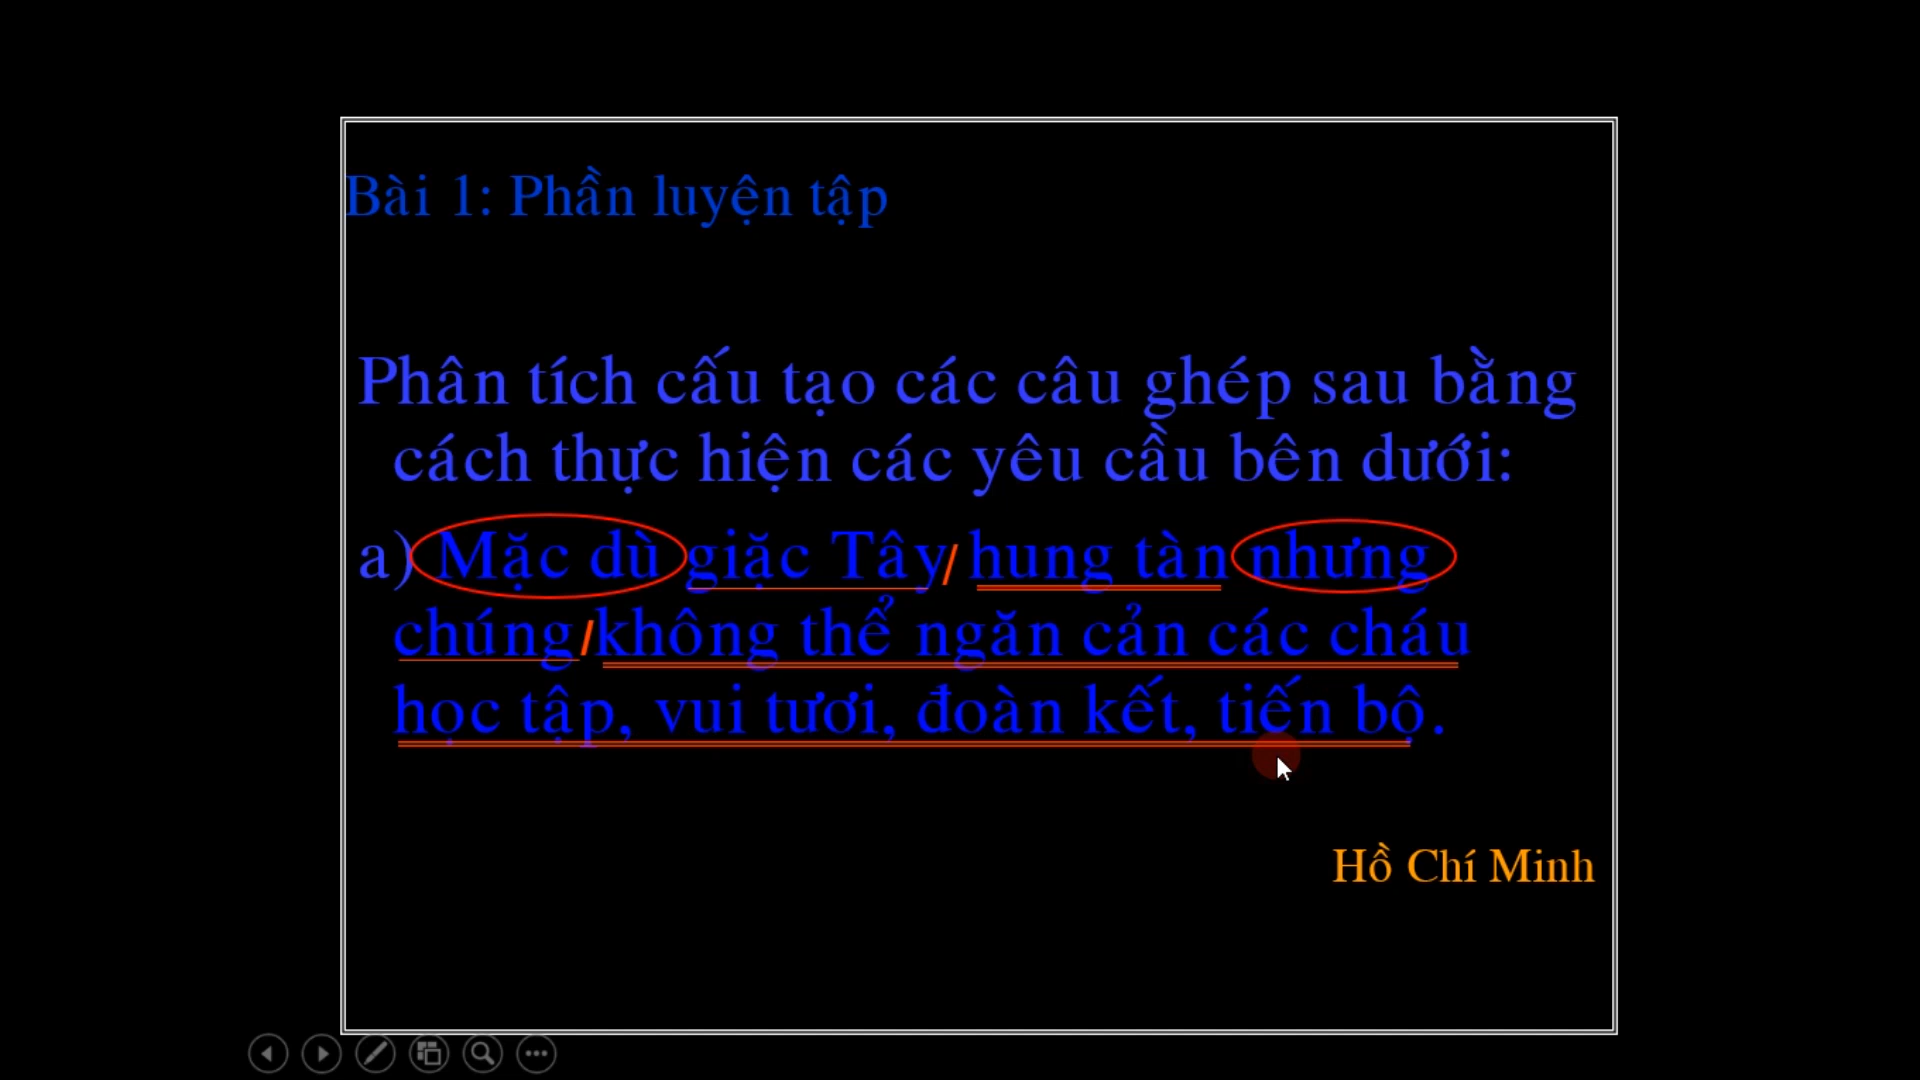 Bài 1: Phần luyện tập
Phân tích cấu tạo các câu ghép sau bằng
cách thực hiện các yêu cầu bên dưới:
a) Mặc dù giặc Tây/ hung tàn nhưng
chúng/không thể ngăn cản các cháu
học tập, vui tươi, đoàn kết, tiến bộ.
Hồ Chí Minh